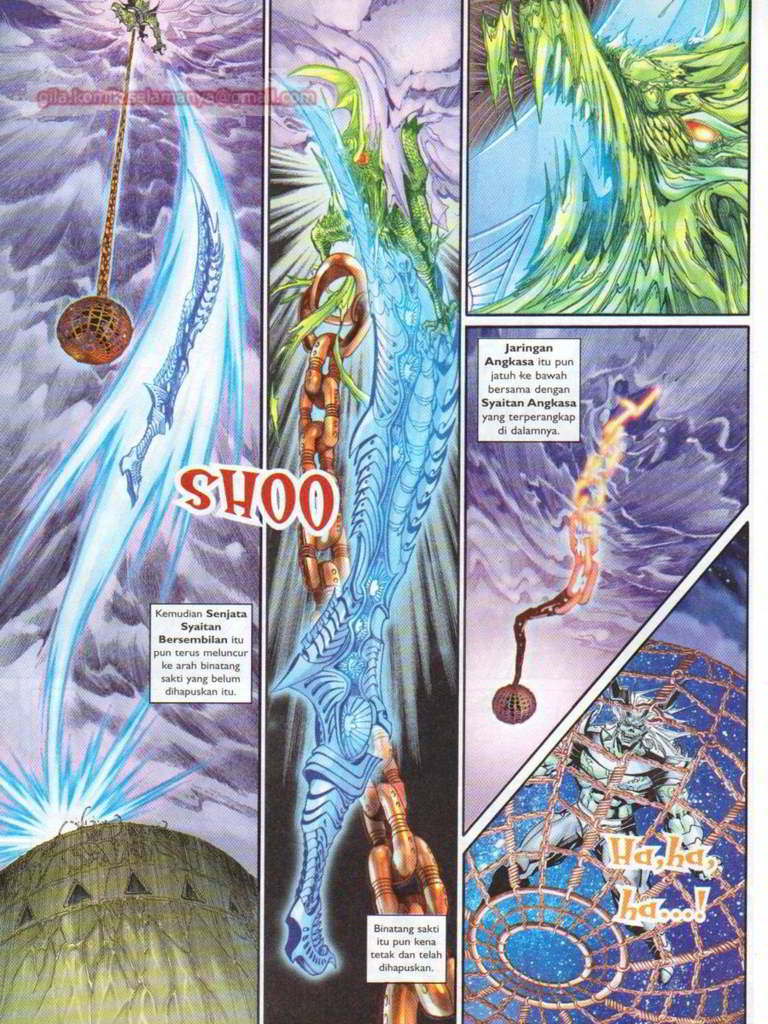 gila.komik.selamanya@gmail.com
SHOO
Kemudian Senjata
Syaitan
Bersembilan itu
pun terus meluncur
ke arah binatang
sakti yang belum
dihapuskan itu.
Binatang sakti
itu pun kena
tetak dan telah
dihapuskan.
Jaringan
Angkasa itu pun
jatuh ke bawah
bersama dengan
Syaitan Angkasa
yang terperangkap
di dalamnya.
Ha,ha,
ha...!